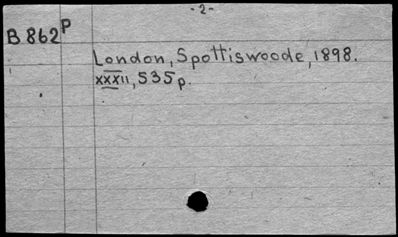 -2-
B 862 P
London, Spottiswoode, 1898.
xxxii, 535 p.